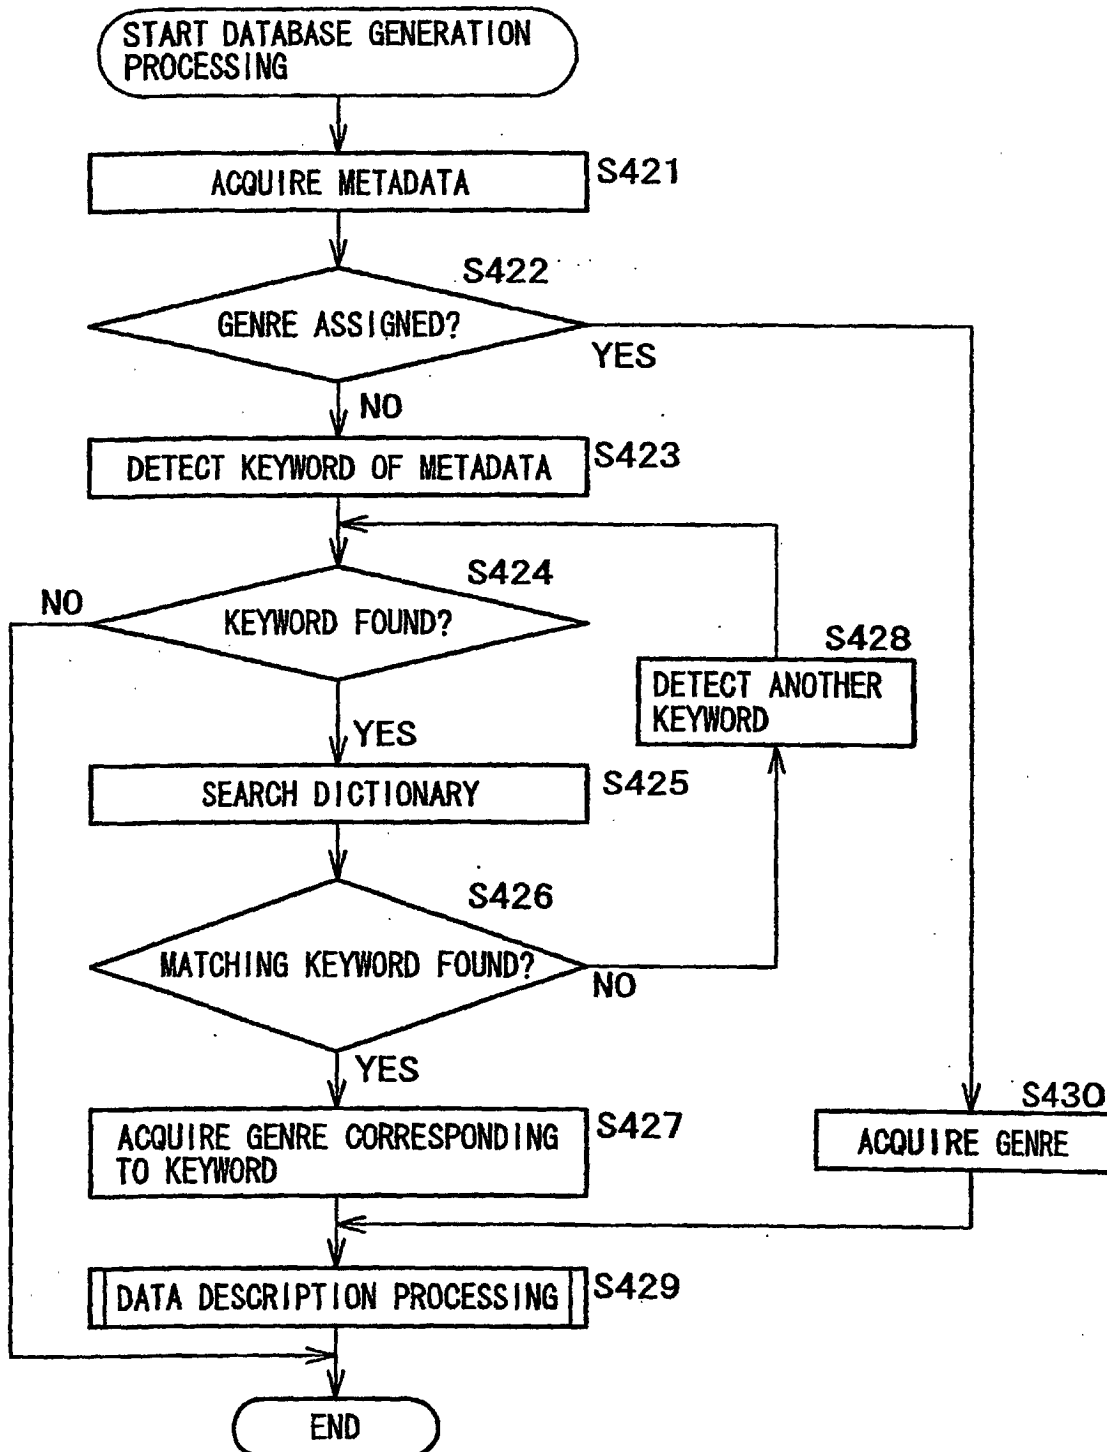 START DATABASE GENERATION
PROCESSING
ACQUIRE METADATA
S421
S422
GENRE ASSIGNED?
YES
NO
DETECT KEYWORD OF METADATA
S423
S424
NO
KEYWORD FOUND?
S428
DETECT ANOTHER
KEYWORD
YES
SEARCH DICTIONARY
S425
S426
MATCHING KEYWORD FOUND?
NO
YES
S430
ACQUIRE GENRE CORRESPONDING
TO KEYWORD
S427
ACQUIRE GENRE
DATA DESCRIPTION PROCESSING
S429
END